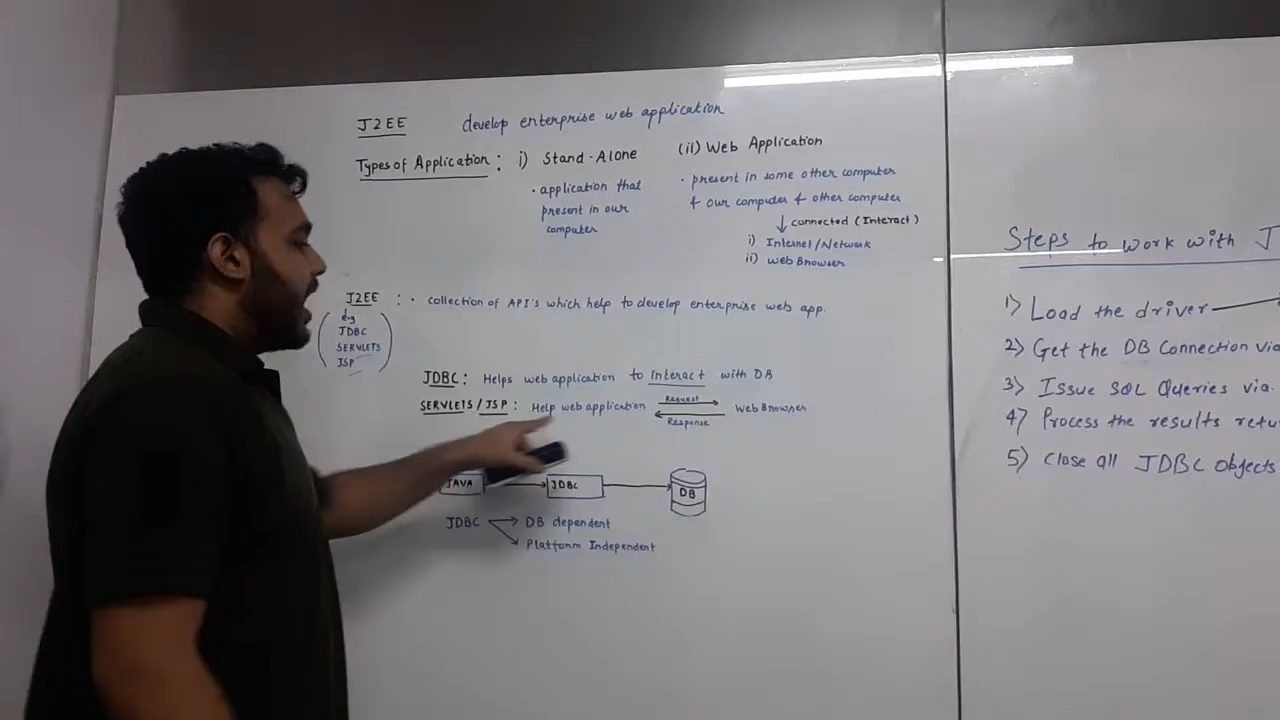 J2EE develop enterprise web application
Types of Application : i) Stand-Alone (ii) Web Application
• application that present in our computer
• present in some other computer
& our computer & other computer
↓ connected (Interact)
i) Internet/Network
ii) Web Browser
J2EE : • collection of API's which help to develop enterprise web app.
e.g
JDBC
SERVLETS
JSP
JDBC : Helps web application to interact with DB
SERVLETS / JSP : Help web application Request Response Web Browser
JAVA JDBC DB
JDBC DB dependent
Platform Independent
Steps to work with J
1) Load the driver
2) Get the DB Connection via
3) Issue SQL Queries via.
4) Process the results retu
5) Close all JDBC objects